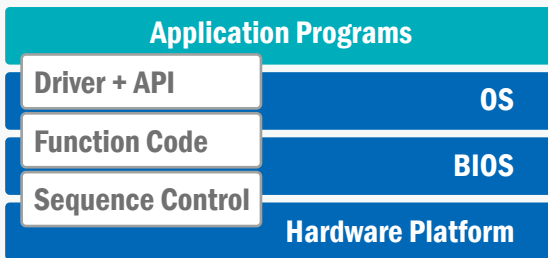 Application Programs
Driver + API
OS
Function Code
BIOS
Sequence Control
Hardware Platform